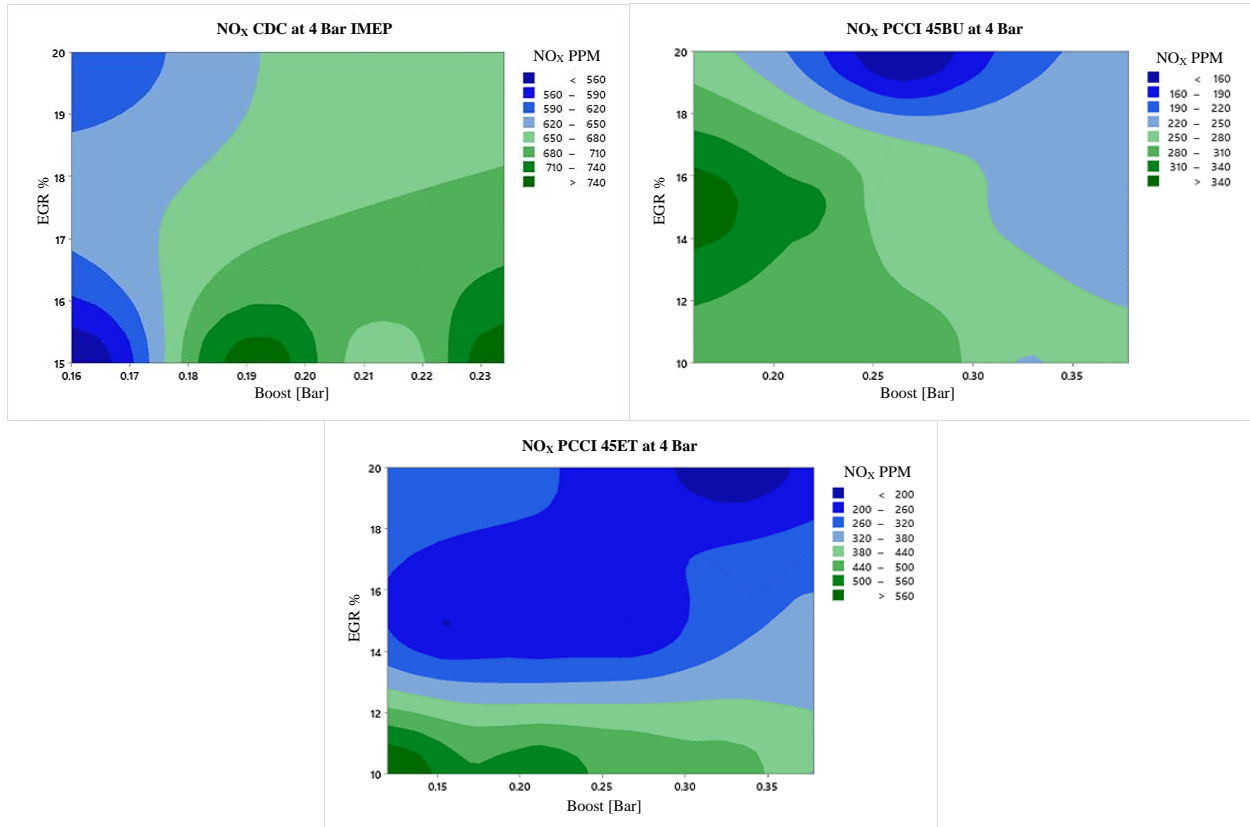 NOX CDC at 4 Bar IMEP
NOX PPM
< 560
560 – 590
590 – 620
620 – 650
650 – 680
680 – 710
710 – 740
> 740
20
19
18
17
16
15
EGR %
0.16 0.17 0.18 0.19 0.20 0.21 0.22 0.23
Boost [Bar]
NOX PCCI 45BU at 4 Bar
NOX PPM
< 160
160 – 190
190 – 220
220 – 250
250 – 280
280 – 310
310 – 340
> 340
20
18
16
14
12
10
EGR %
0.20 0.25 0.30 0.35
Boost [Bar]
NOX PCCI 45ET at 4 Bar
NOX PPM
< 200
200 – 260
260 – 320
320 – 380
380 – 440
440 – 500
500 – 560
> 560
20
18
16
14
12
10
EGR %
0.15 0.20 0.25 0.30 0.35
Boost [Bar]